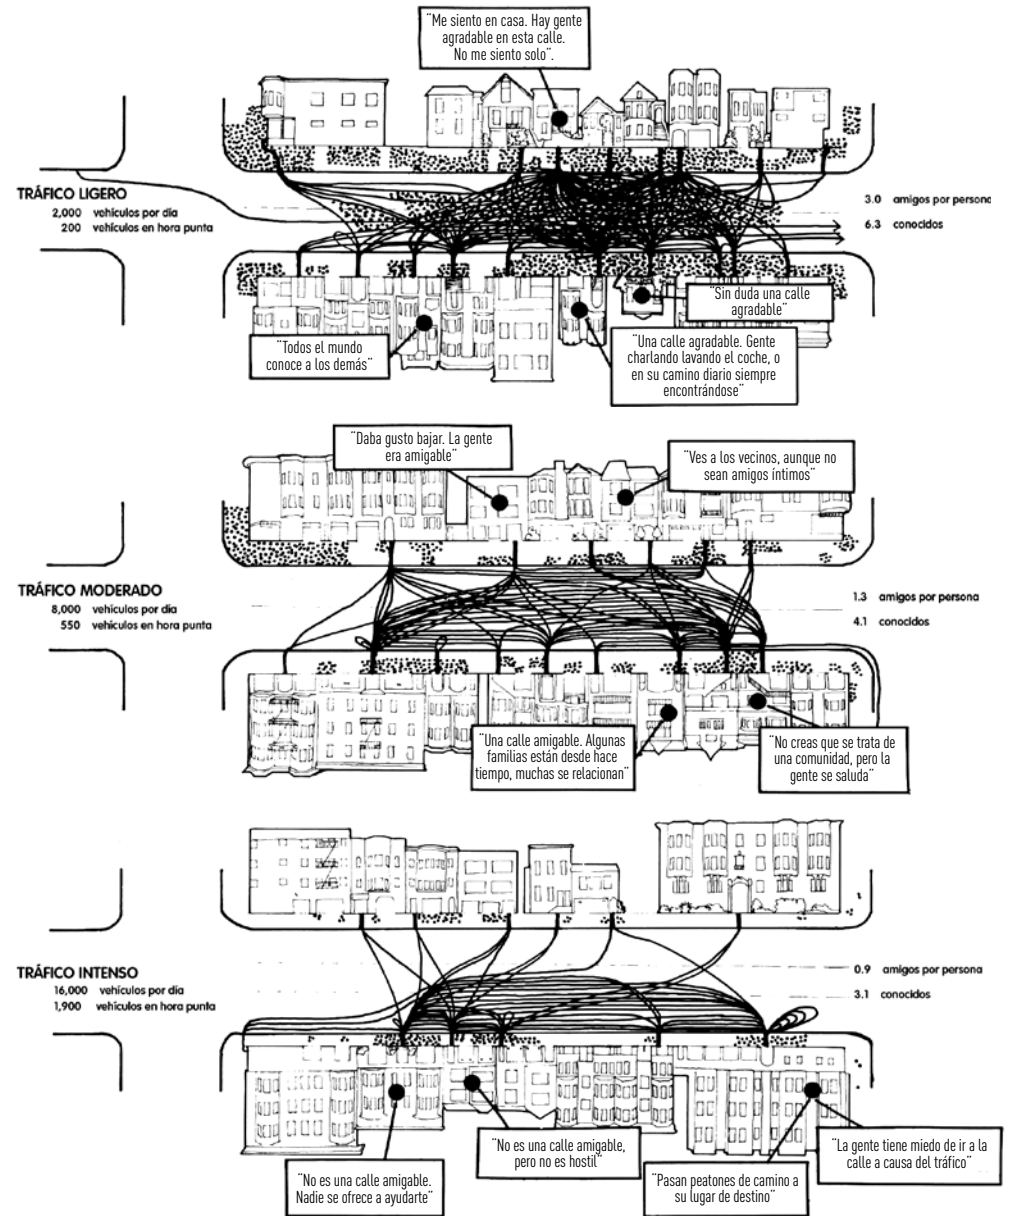 ¨Me siento en casa. Hay gente
agradable en esta calle.
No me siento solo¨.
TRÁFICO LIGERO
2,000 vehículos por día
200 vehículos en hora punta
3.0 amigos por persona
6.3 conocidos
¨Sin duda una calle
agradable¨
¨Todos el mundo
conoce a los demás¨
¨Una calle agradable. Gente
charlando lavando el coche, o
en su camino diario siempre
encontrándose¨
¨Daba gusto bajar. La gente
era amigable¨
¨Ves a los vecinos, aunque no
sean amigos íntimos¨
TRÁFICO MODERADO
8,000 vehículos por día
550 vehículos en hora punta
1.3 amigos por persona
4.1 conocidos
¨Una calle amigable. Algunas
familias están desde hace
tiempo, muchas se relacionan¨
¨No creas que se trata de
una comunidad, pero la
gente se saluda¨
TRÁFICO INTENSO
16,000 vehículos por día
1,900 vehículos en hora punta
0.9 amigos por persona
3.1 conocidos
¨No es una calle amigable.
Nadie se ofrece a ayudarte¨
¨No es una calle amigable,
pero no es hostil¨
¨Pasan peatones de camino a
su lugar de destino¨
¨La gente tiene miedo de ir a la
calle a causa del tráfico¨